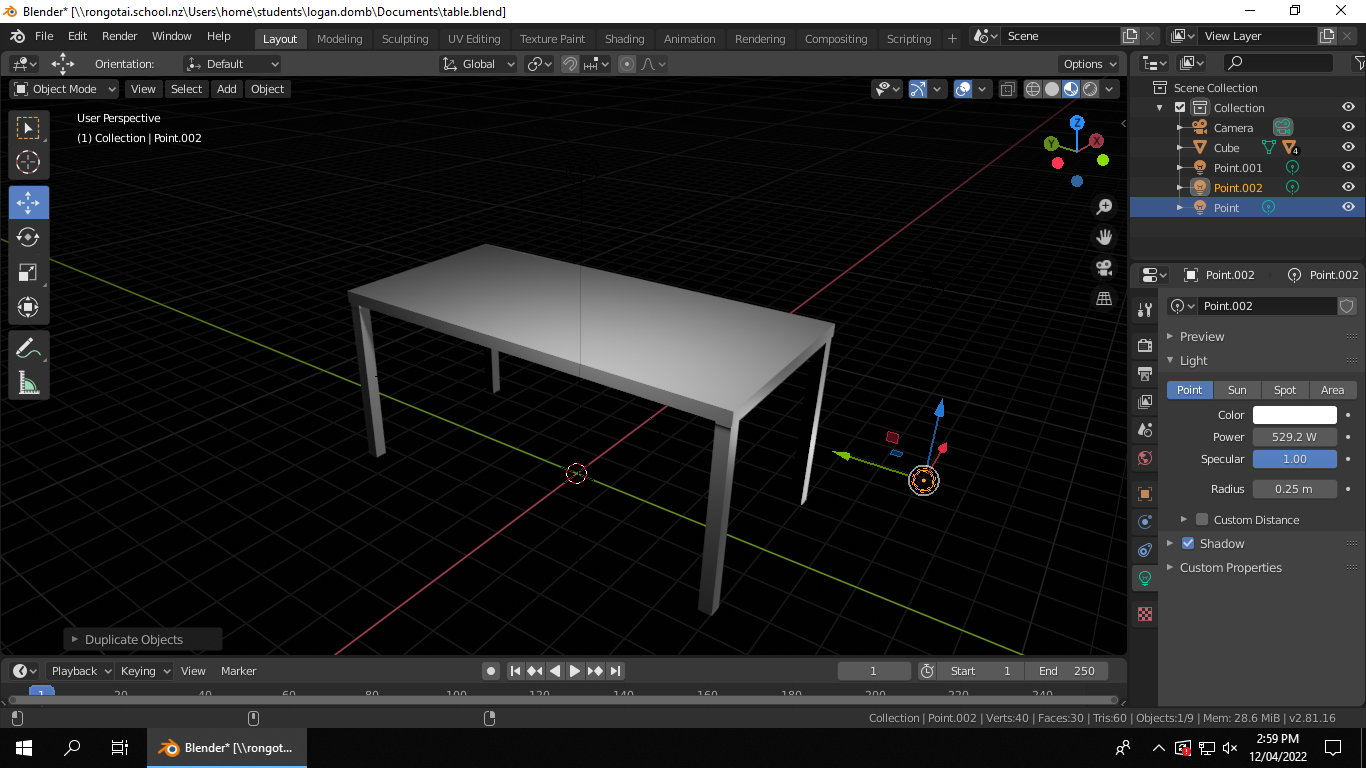 Blender* [\\rongotai.school.nz\Users\home\students\logan.domb\Documents\table.blend]
File Edit Render Window Help Layout Modeling Sculpting UV Editing Texture Paint Shading Animation Rendering Compositing Scripting + Scene View Layer
Orientation: Default Global Options
Object Mode View Select Add Object
User Perspective
(1) Collection | Point.002
Z
Y X
Scene Collection
Collection
Camera
Cube 4
Point.001
Point.002
Point
Point.002 Point.002
Point.002
Preview
Light
Point Sun Spot Area
Color
Power 529.2 W
Specular 1.00
Radius 0.25 m
Custom Distance
Shadow
Custom Properties
Duplicate Objects
Playback Keying View Marker 1 Start 1 End 250
1 20 40 60 80 100 120 140 160 180 200 220 240
Collection | Point.002 | Verts:40 | Faces:30 | Tris:60 | Objects:1/9 | Mem: 28.6 MiB | v2.81.16
Blender* [\\rongot...
2:59 PM
12/04/2022